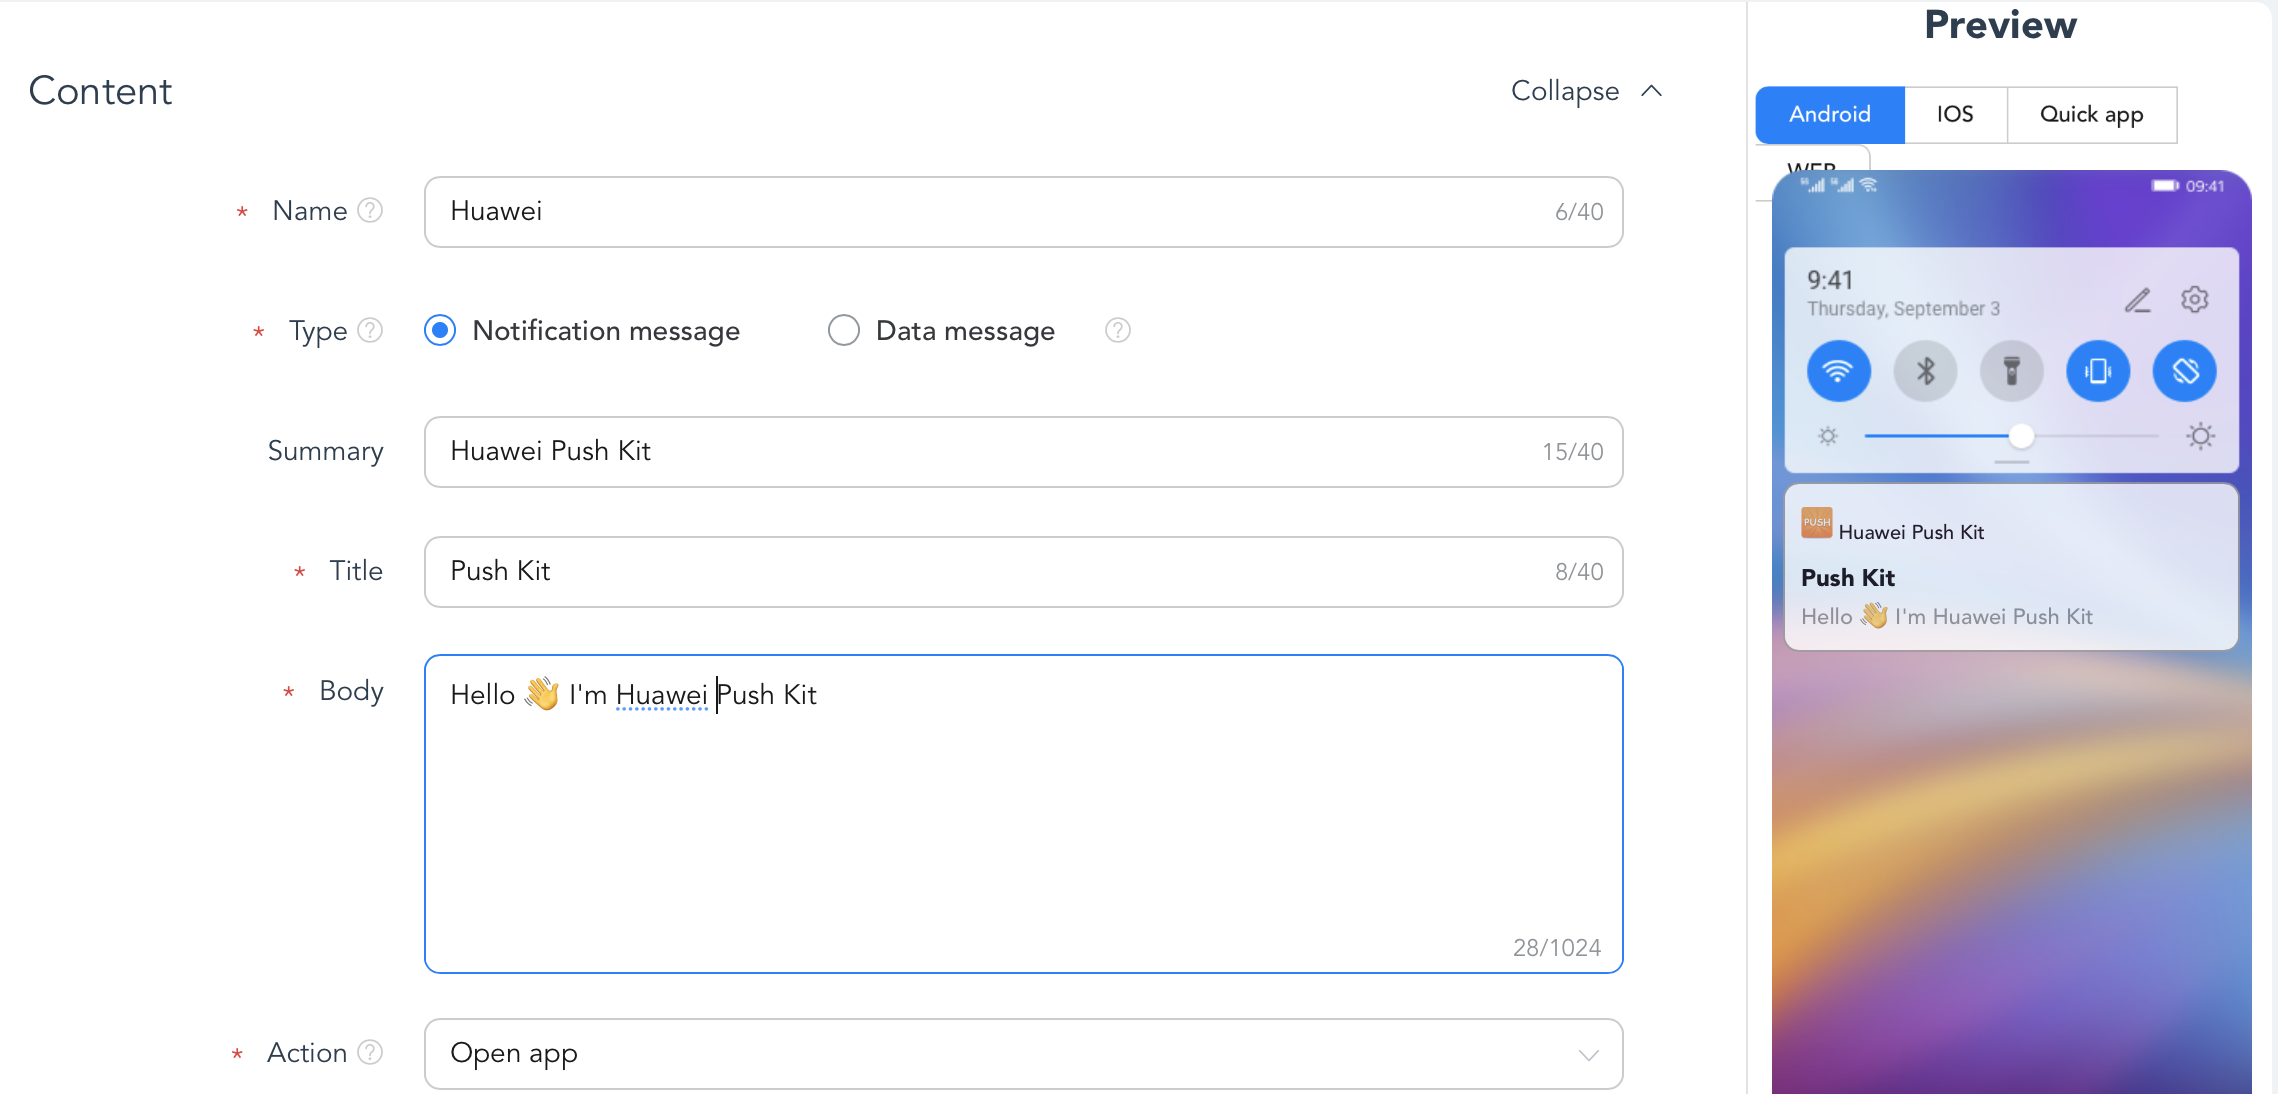 Preview
Content
Collapse
Android IOS Quick app
WEB
* Name ? Huawei 6/40
09:41
* Type ? Notification message Data message ?
9:41
Thursday, September 3
Summary Huawei Push Kit 15/40
PUSH Huawei Push Kit
* Title Push Kit 8/40
Push Kit
Hello 👋 I'm Huawei Push Kit
* Body Hello 👋 I'm Huawei Push Kit
28/1024
* Action ? Open app